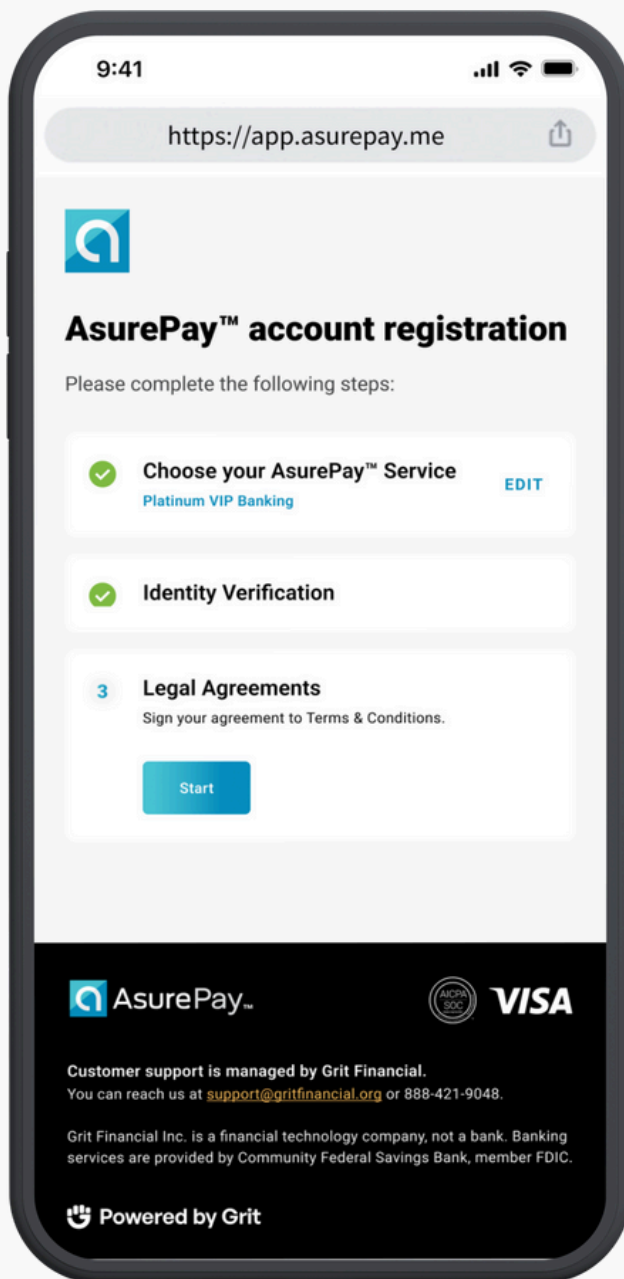 9:41
https://app.asurepay.me
AsurePay™ account registration
Please complete the following steps:
Choose your AsurePay™ Service
EDIT
Platinum VIP Banking
Identity Verification
3
Legal Agreements
Sign your agreement to Terms & Conditions.
Start
AsurePay™
AICPA
SOC
VISA
Customer support is managed by Grit Financial.
You can reach us at support@gritfinancial.org or 888-421-9048.
Grit Financial Inc. is a financial technology company, not a bank. Banking
services are provided by Community Federal Savings Bank, member FDIC.
Powered by Grit